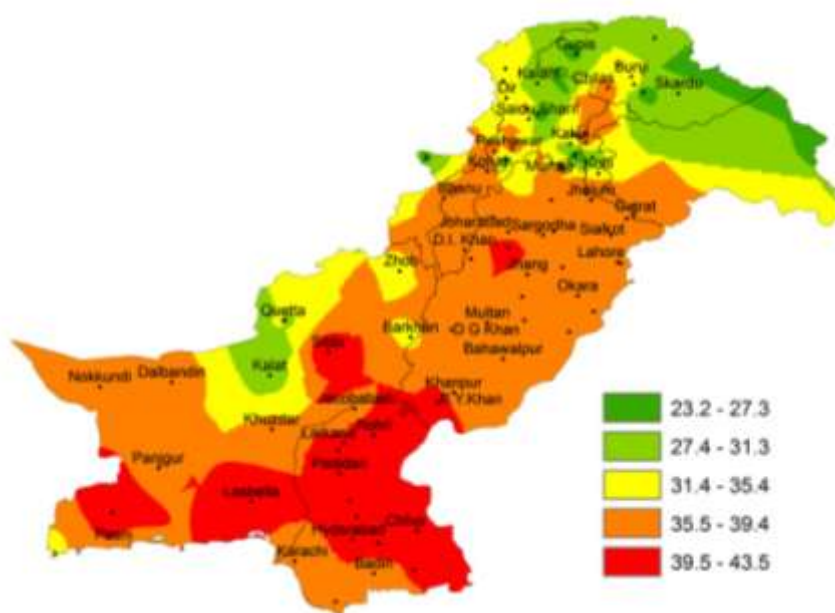 Gupis
Kalam
Chilas
Bunji
Skardu
Dir
Saidu Sharif
Kakul
Peshawar
Kohat
Bannu
Jhelum
Gujrat
Joharabad
Sargodha
Sialkot
D.I. Khan
Lahore
Zhob
Jhang
Okara
Quetta
Multan
Barkhan
D G Khan
Sibbi
Bahawalpur
Kalat
Nokkundi
Dalbandin
Khanpur
R.Y.Khan
Jacobabad
Khuzdar
Rohri
Larkana
Panjgur
Padidan
Lasbella
Hyderabad
Chhor
Karachi
Badin
23.2 - 27.3
27.4 - 31.3
31.4 - 35.4
35.5 - 39.4
39.5 - 43.5